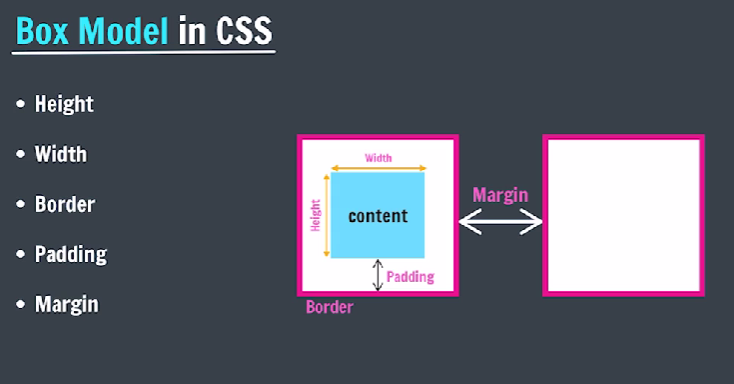 Box Model in CSS
• Height
• Width
• Border
• Padding
• Margin
Width
Height
content
Padding
Border
Margin